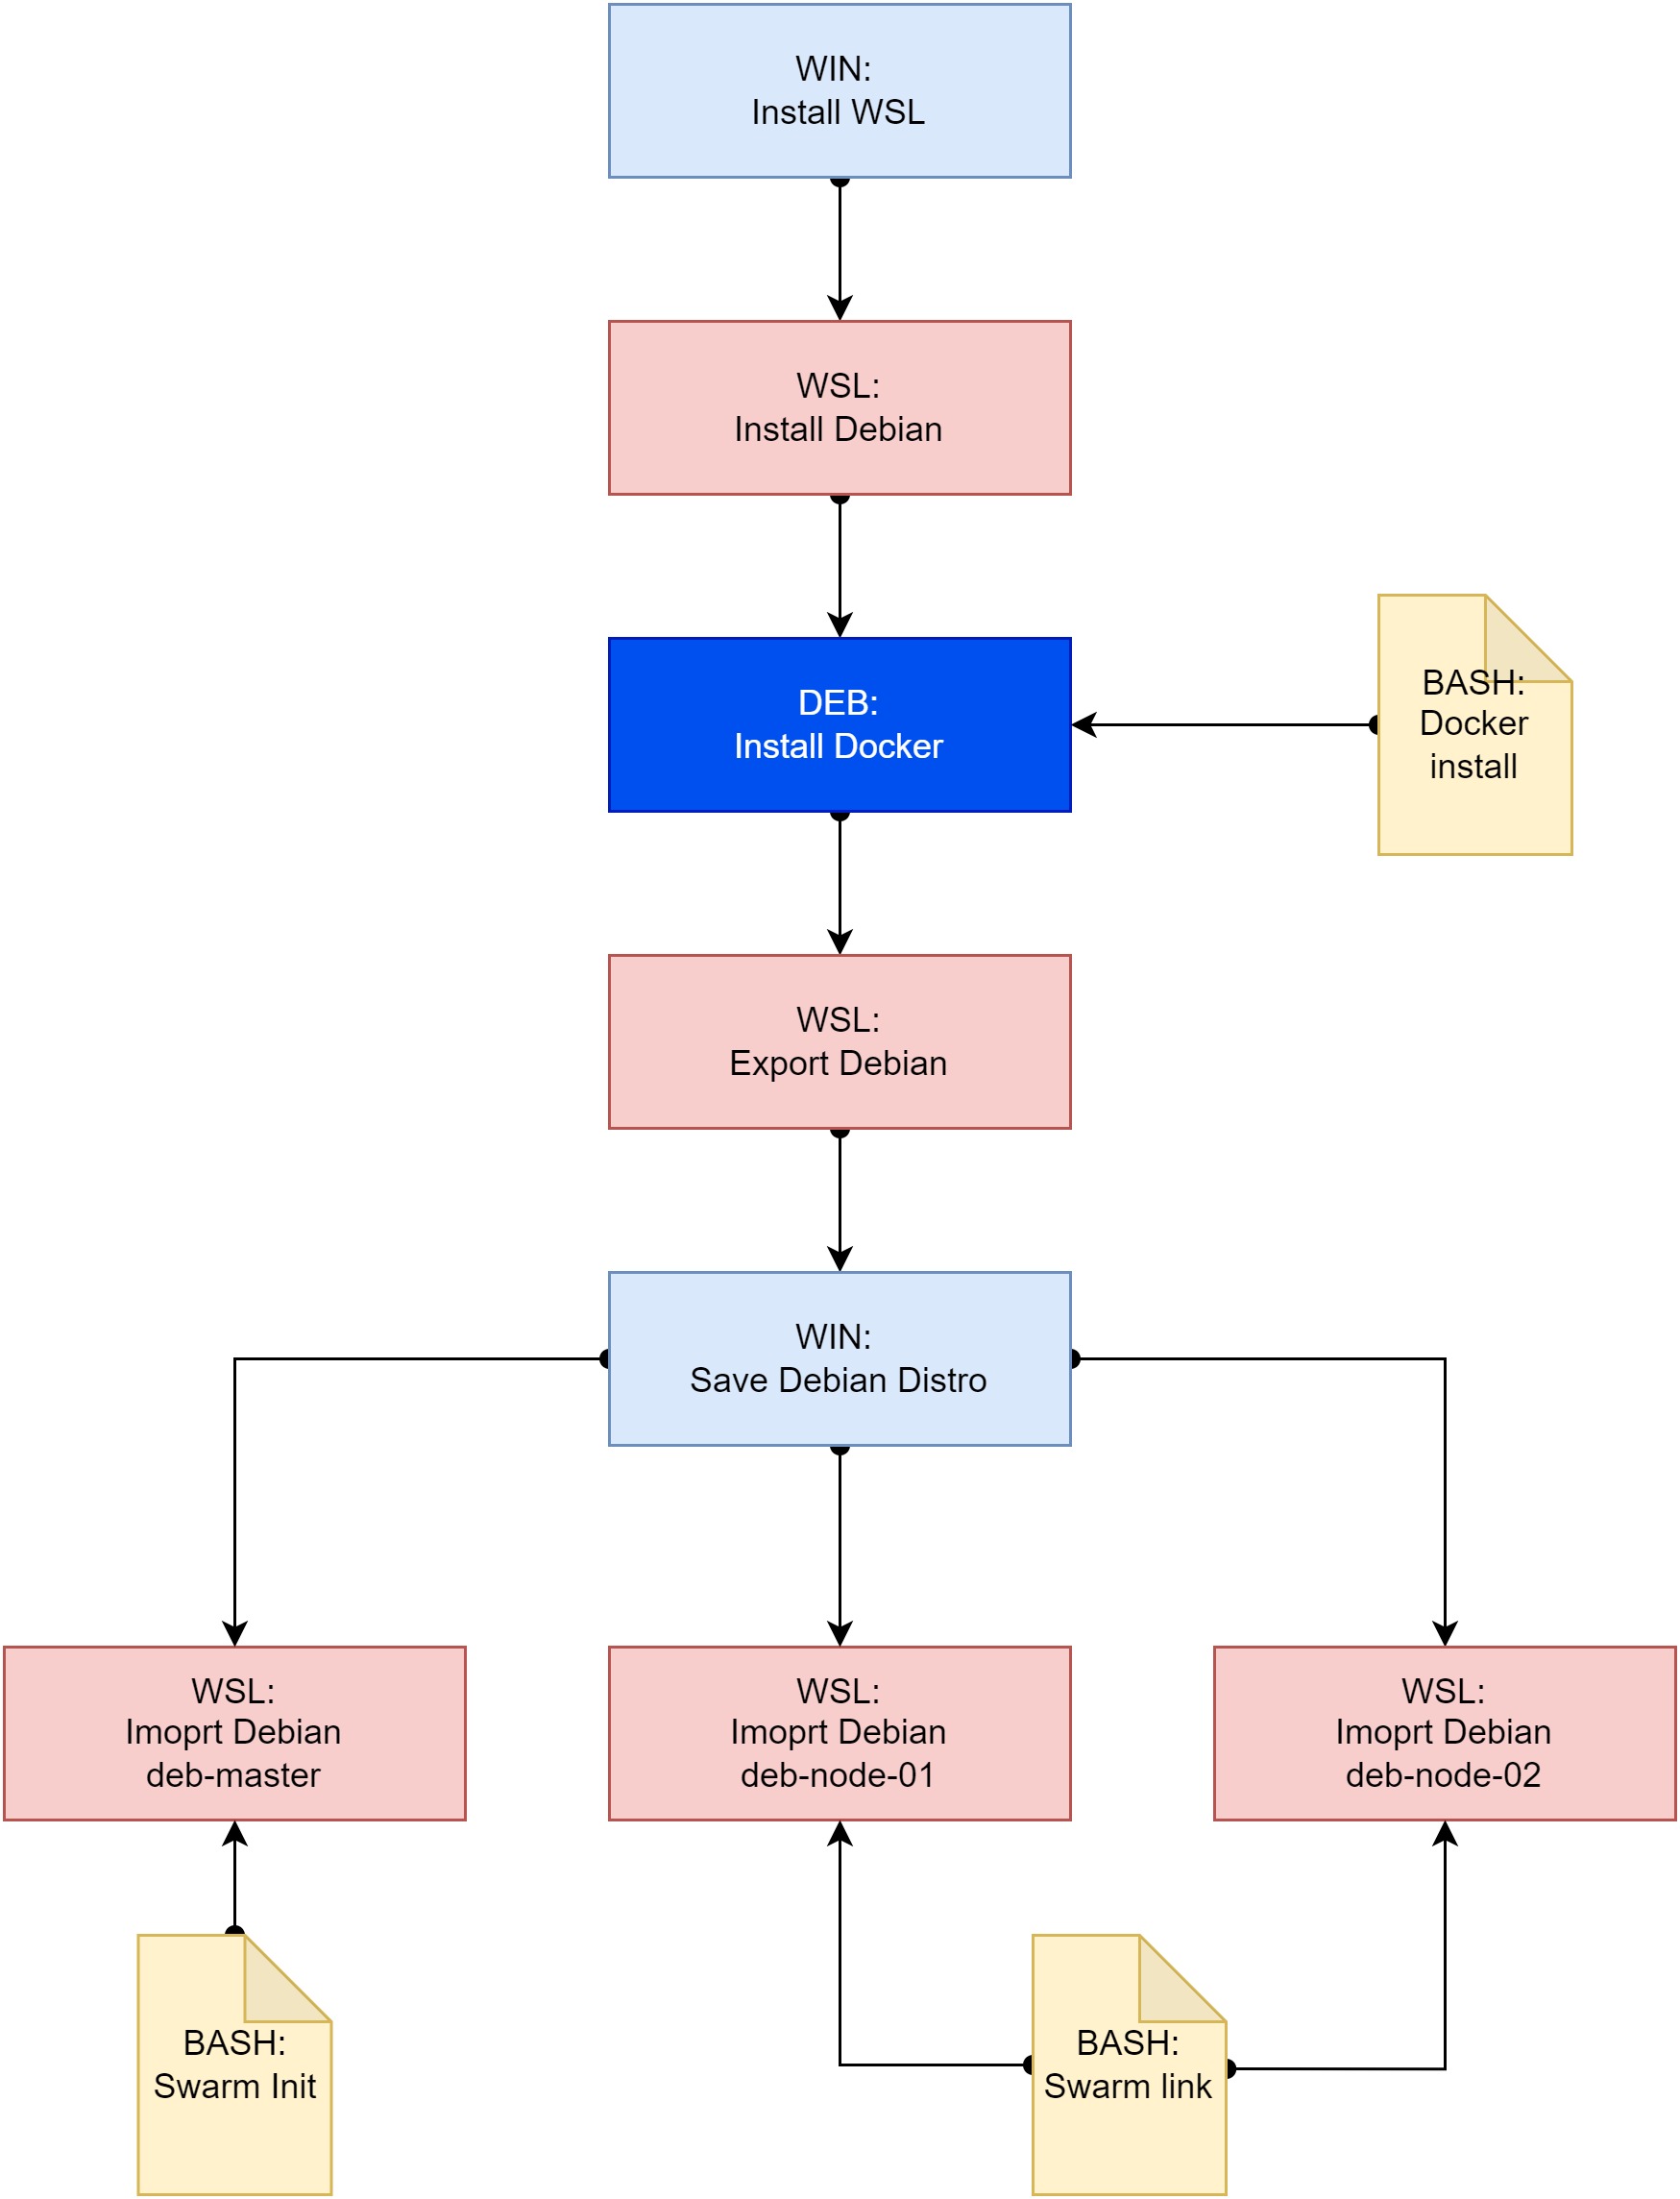 WIN:
Install WSL
WSL:
Install Debian
DEB:
Install Docker
BASH:
Docker
install
WSL:
Export Debian
WIN:
Save Debian Distro
WSL:
Imoprt Debian
deb-master
WSL:
Imoprt Debian
deb-node-01
WSL:
Imoprt Debian
deb-node-02
BASH:
Swarm Init
BASH:
Swarm link